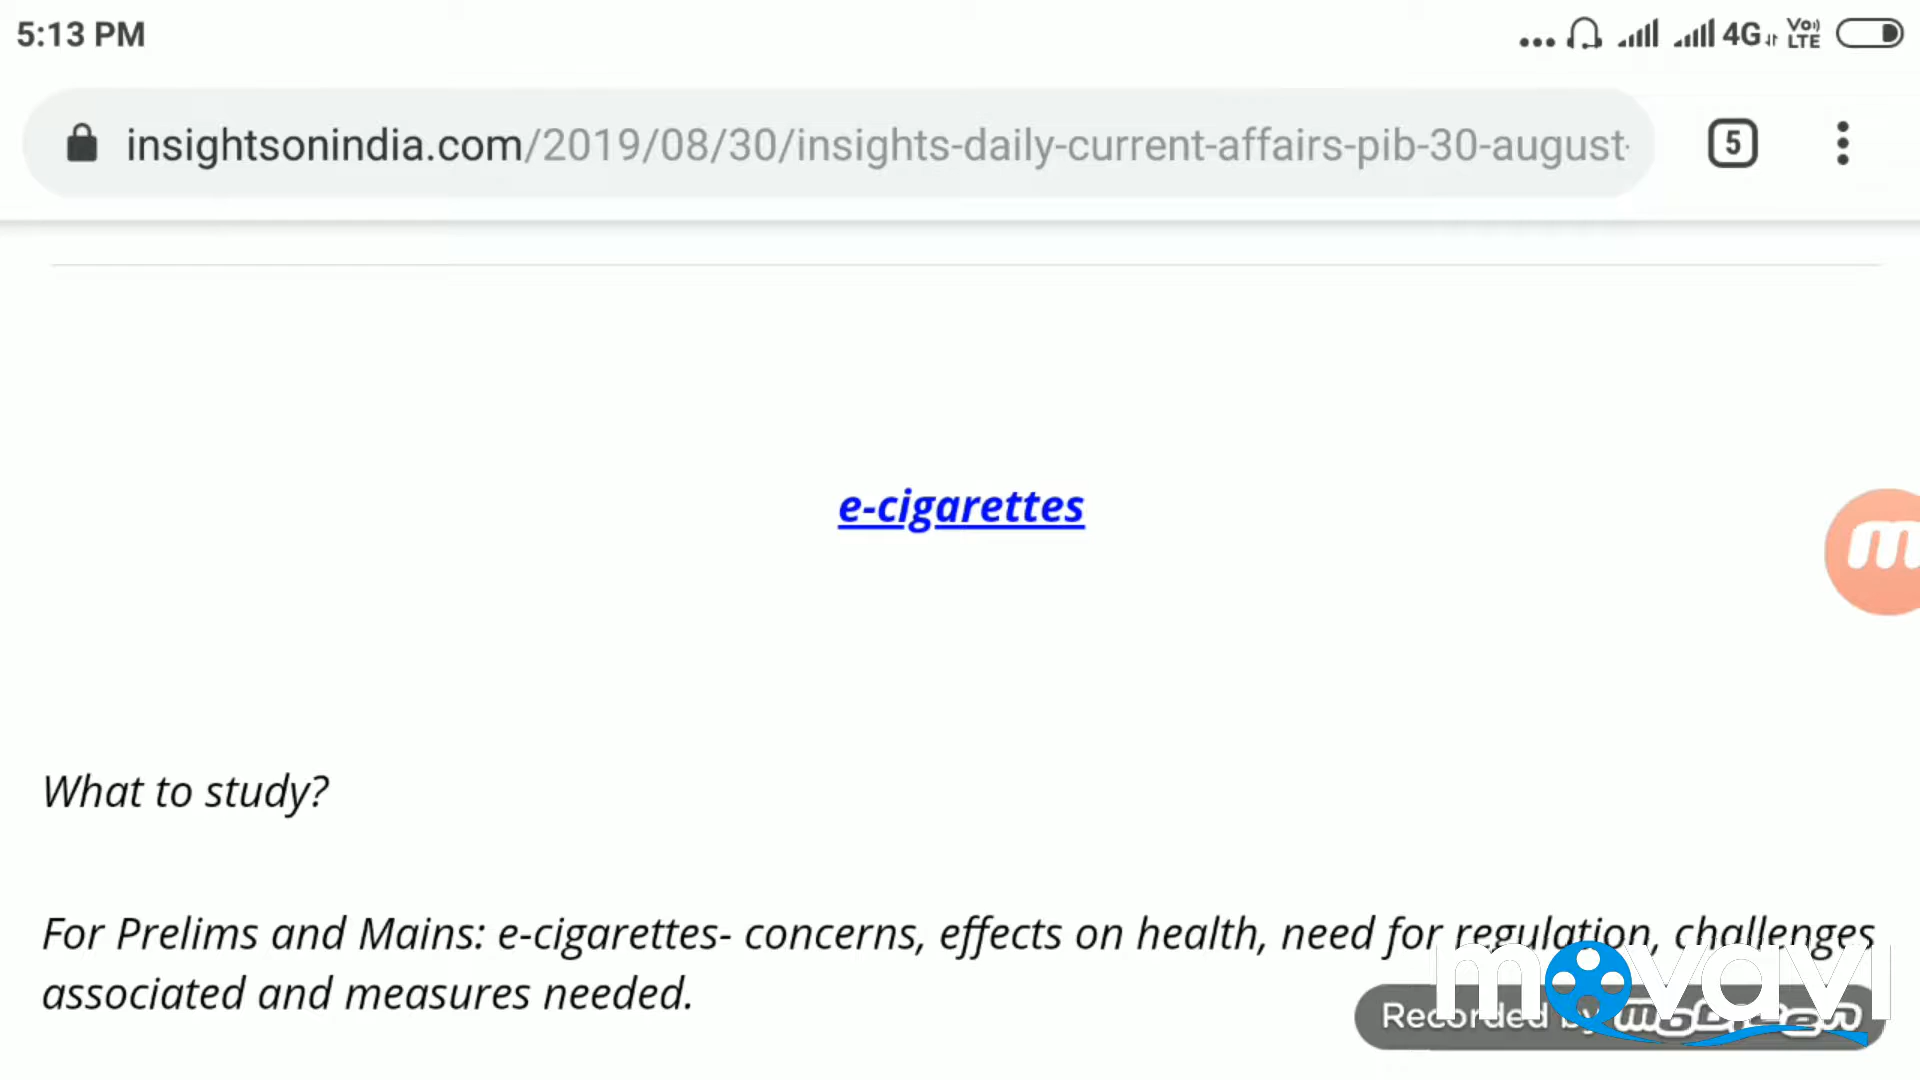 5:13 PM
4G VoLTE
insightsonindia.com/2019/08/30/insights-daily-current-affairs-pib-30-august-
5
e-cigarettes
m
What to study?
For Prelims and Mains: e-cigarettes- concerns, effects on health, need for regulation, challenges
associated and measures needed.
movavi
Recorded by mobizen